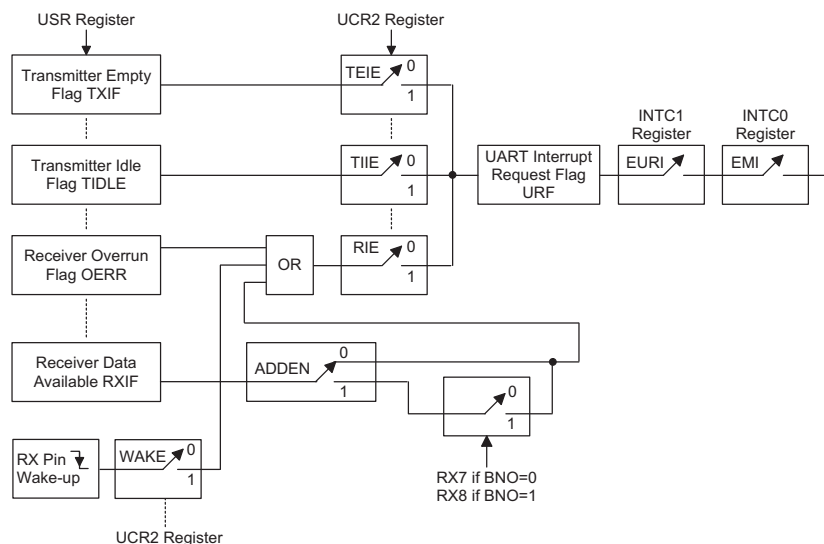 USR Register
UCR2 Register
Transmitter Empty
Flag TXIF
TEIE
0
1
INTC1
Register
INTC0
Register
Transmitter Idle
Flag TIDLE
TIIE
0
1
UART Interrupt
Request Flag
URF
EURI
EMI
Receiver Overrun
Flag OERR
OR
RIE
0
1
Receiver Data
Available RXIF
ADDEN
0
1
0
1
RX Pin
Wake-up
WAKE
0
1
RX7 if BNO=0
RX8 if BNO=1
UCR2 Register